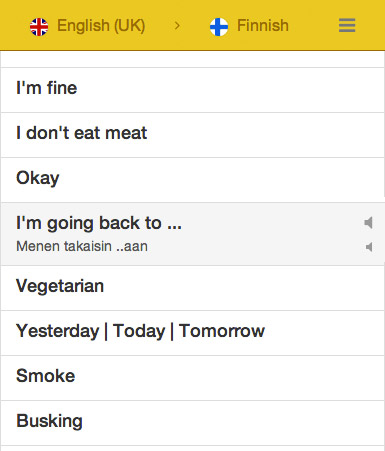 English (UK) > Finnish
I'm fine
I don't eat meat
Okay
I'm going back to ...
Menen takaisin ..aan
Vegetarian
Yesterday | Today | Tomorrow
Smoke
Busking